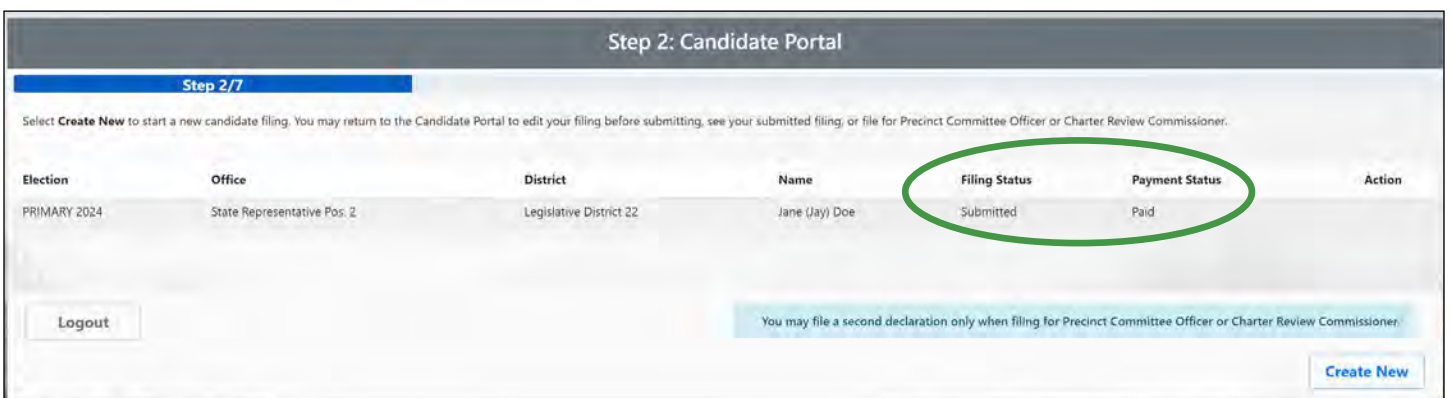 Step 2: Candidate Portal
Step 2/7
Select Create New to start a new candidate filing. You may return to the Candidate Portal to edit your filing before submitting, see your submitted filing, or file for Precinct Committee Officer or Charter Review Commissioner.
Election Office District Name Filing Status Payment Status Action
PRIMARY 2024 State Representative Pos. 2 Legislative District 22 Jane (Jay) Doe Submitted Paid
Logout
You may file a second declaration only when filing for Precinct Committee Officer or Charter Review Commissioner.
Create New